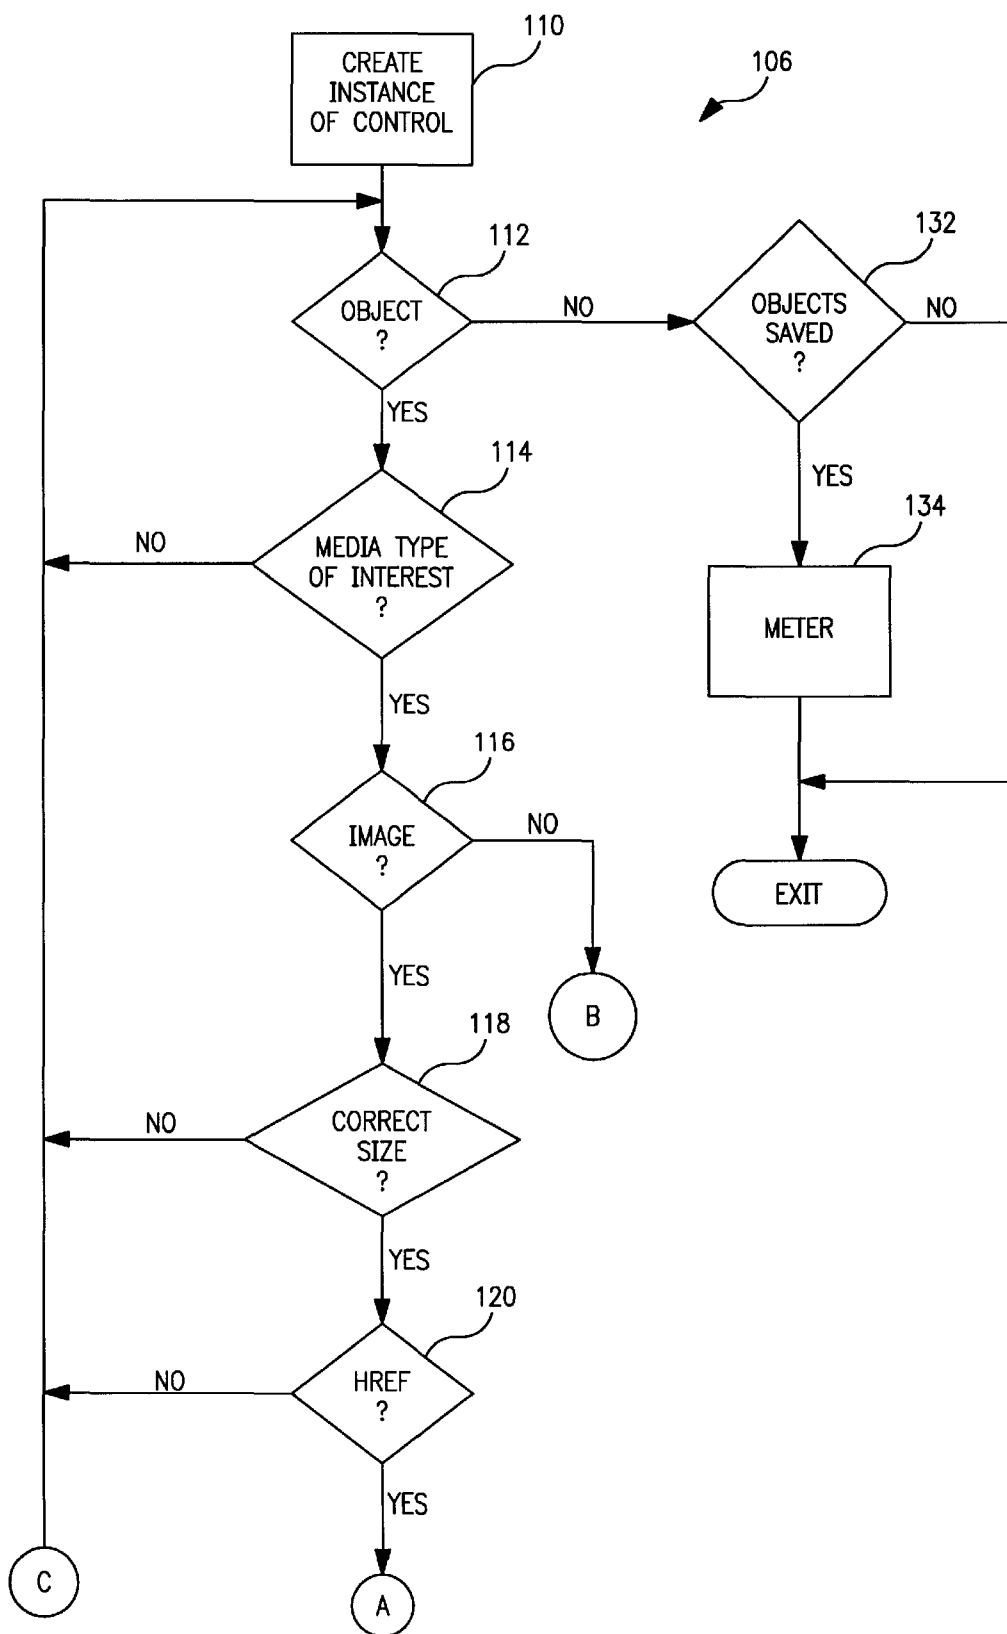 110
CREATE
INSTANCE
OF CONTROL
106
112
OBJECT
?
NO
132
OBJECTS
SAVED
?
NO
YES
YES
114
MEDIA TYPE
OF INTEREST
?
NO
134
METER
YES
116
IMAGE
?
NO
EXIT
YES
B
118
CORRECT
SIZE
?
NO
YES
120
HREF
?
NO
YES
C
A